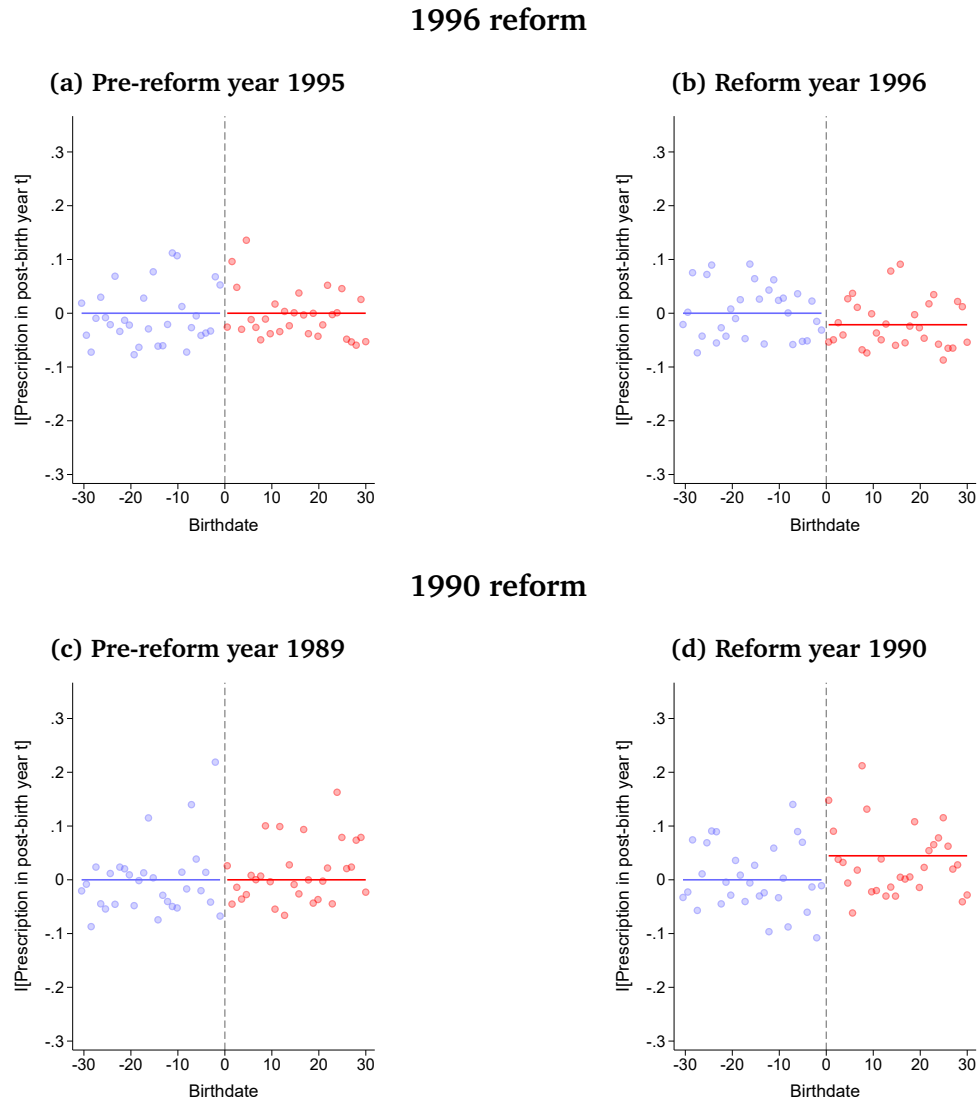 1996 reform
(a) Pre-reform year 1995
(b) Reform year 1996
I[Prescription in post-birth year t]
.3
.2
.1
0
-.1
-.2
-.3
-30 -20 -10 0 10 20 30
Birthdate
I[Prescription in post-birth year t]
.3
.2
.1
0
-.1
-.2
-.3
-30 -20 -10 0 10 20 30
Birthdate
1990 reform
(c) Pre-reform year 1989
(d) Reform year 1990
I[Prescription in post-birth year t]
.3
.2
.1
0
-.1
-.2
-.3
-30 -20 -10 0 10 20 30
Birthdate
I[Prescription in post-birth year t]
.3
.2
.1
0
-.1
-.2
-.3
-30 -20 -10 0 10 20 30
Birthdate